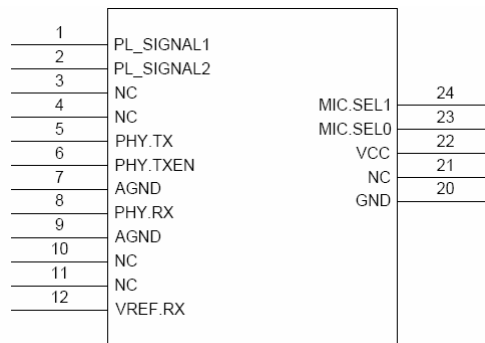 1 PL_SIGNAL1
2 PL_SIGNAL2
3 NC
4 NC
5 PHY.TX
6 PHY.TXEN
7 AGND
8 PHY.RX
9 AGND
10 NC
11 NC
12 VREF.RX
MIC.SEL1 24
MIC.SEL0 23
VCC 22
NC 21
GND 20